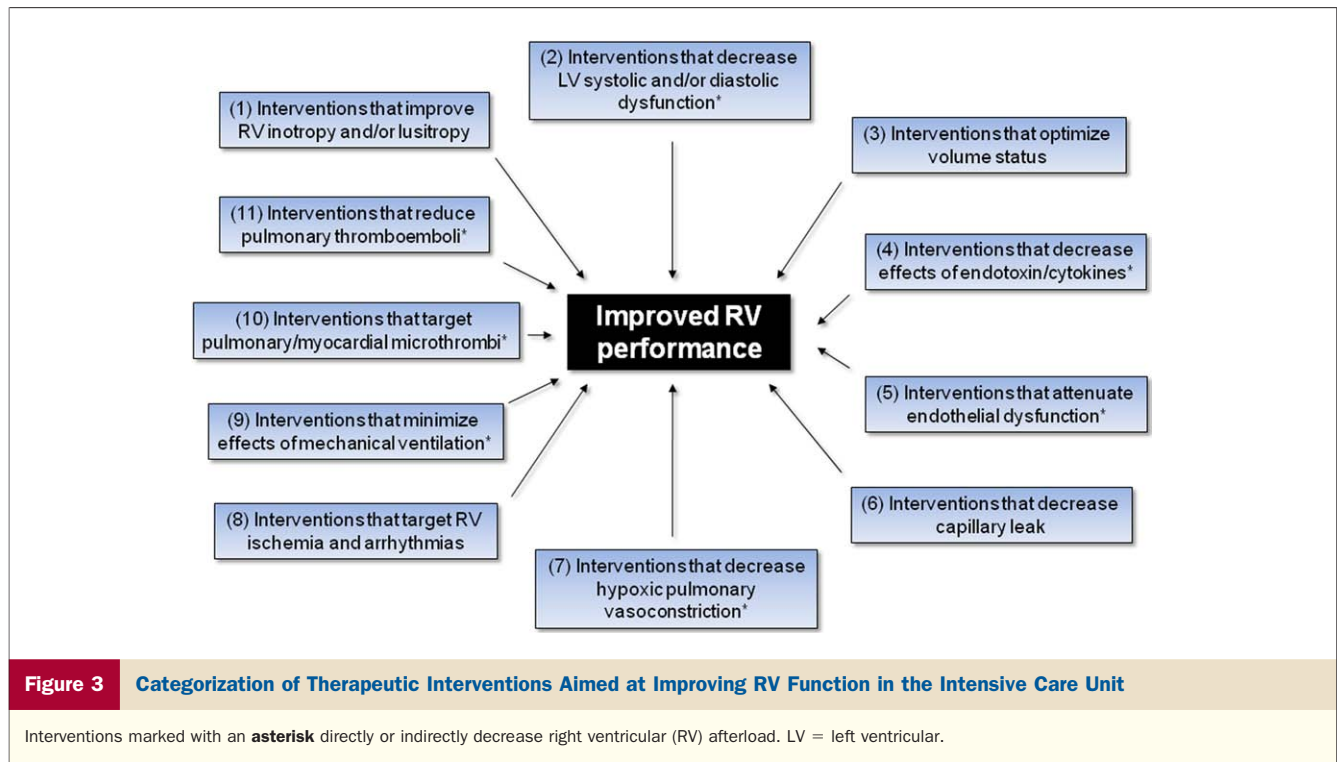 (1) Interventions that improve
RV inotropy and/or lusitropy
(2) Interventions that decrease
LV systolic and/or diastolic
dysfunction*
(3) Interventions that optimize
volume status
(4) Interventions that decrease
effects of endotoxin/cytokines*
(5) Interventions that attenuate
endothelial dysfunction*
(6) Interventions that decrease
capillary leak
(7) Interventions that decrease
hypoxic pulmonary
vasoconstriction*
(8) Interventions that target RV
ischemia and arrhythmias
(9) Interventions that minimize
effects of mechanical ventilation*
(10) Interventions that target
pulmonary/myocardial microthrombi*
(11) Interventions that reduce
pulmonary thromboemboli*
Improved RV
performance
Figure 3 Categorization of Therapeutic Interventions Aimed at Improving RV Function in the Intensive Care Unit
Interventions marked with an asterisk directly or indirectly decrease right ventricular (RV) afterload. LV = left ventricular.